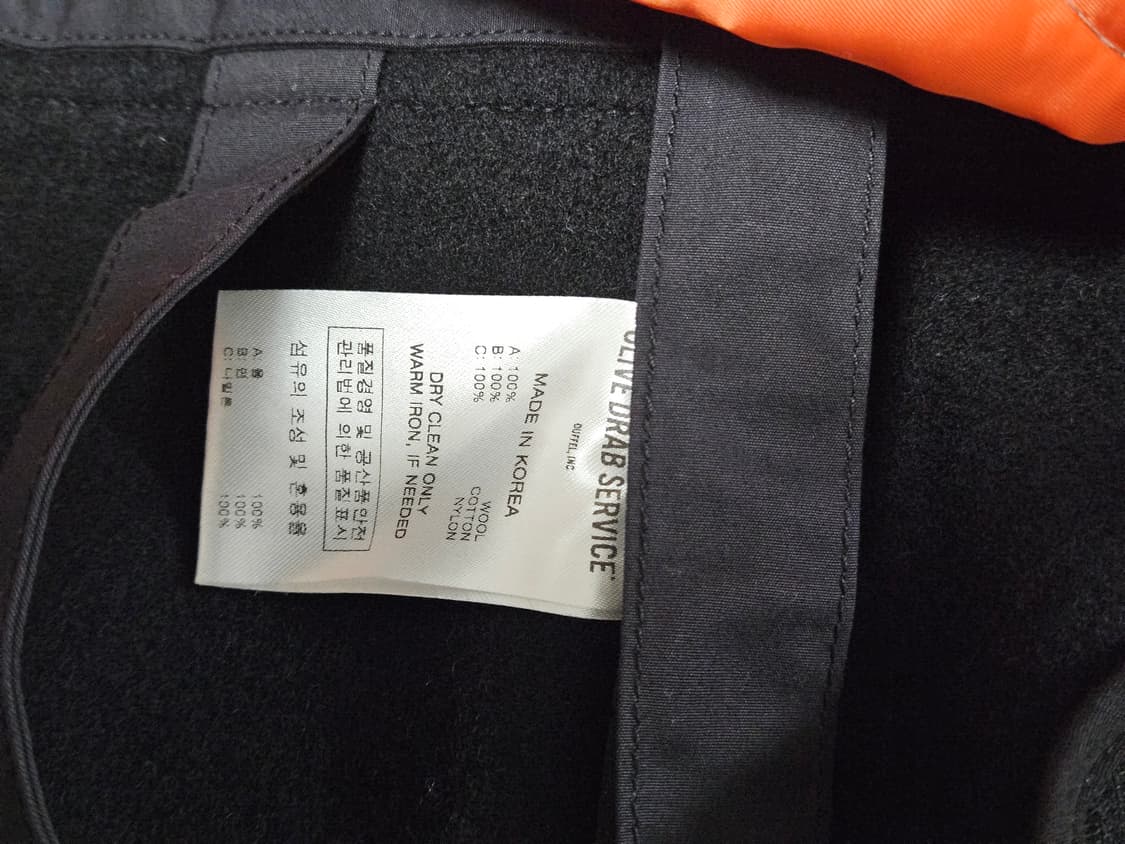 OLIVE DRAB SERVICE
DUFFEL, INC
MADE IN KOREA
A: 100% WOOL
B: 100% COTTON
C: 100% NYLON
DRY CLEAN ONLY
WARM IRON, IF NEEDED
품질경영 및 공산품안전
관리법에 의한 품질표시
섬유의 조성 및 혼용율
A: 울 100%
B: 면 100%
C: 나일론 100%